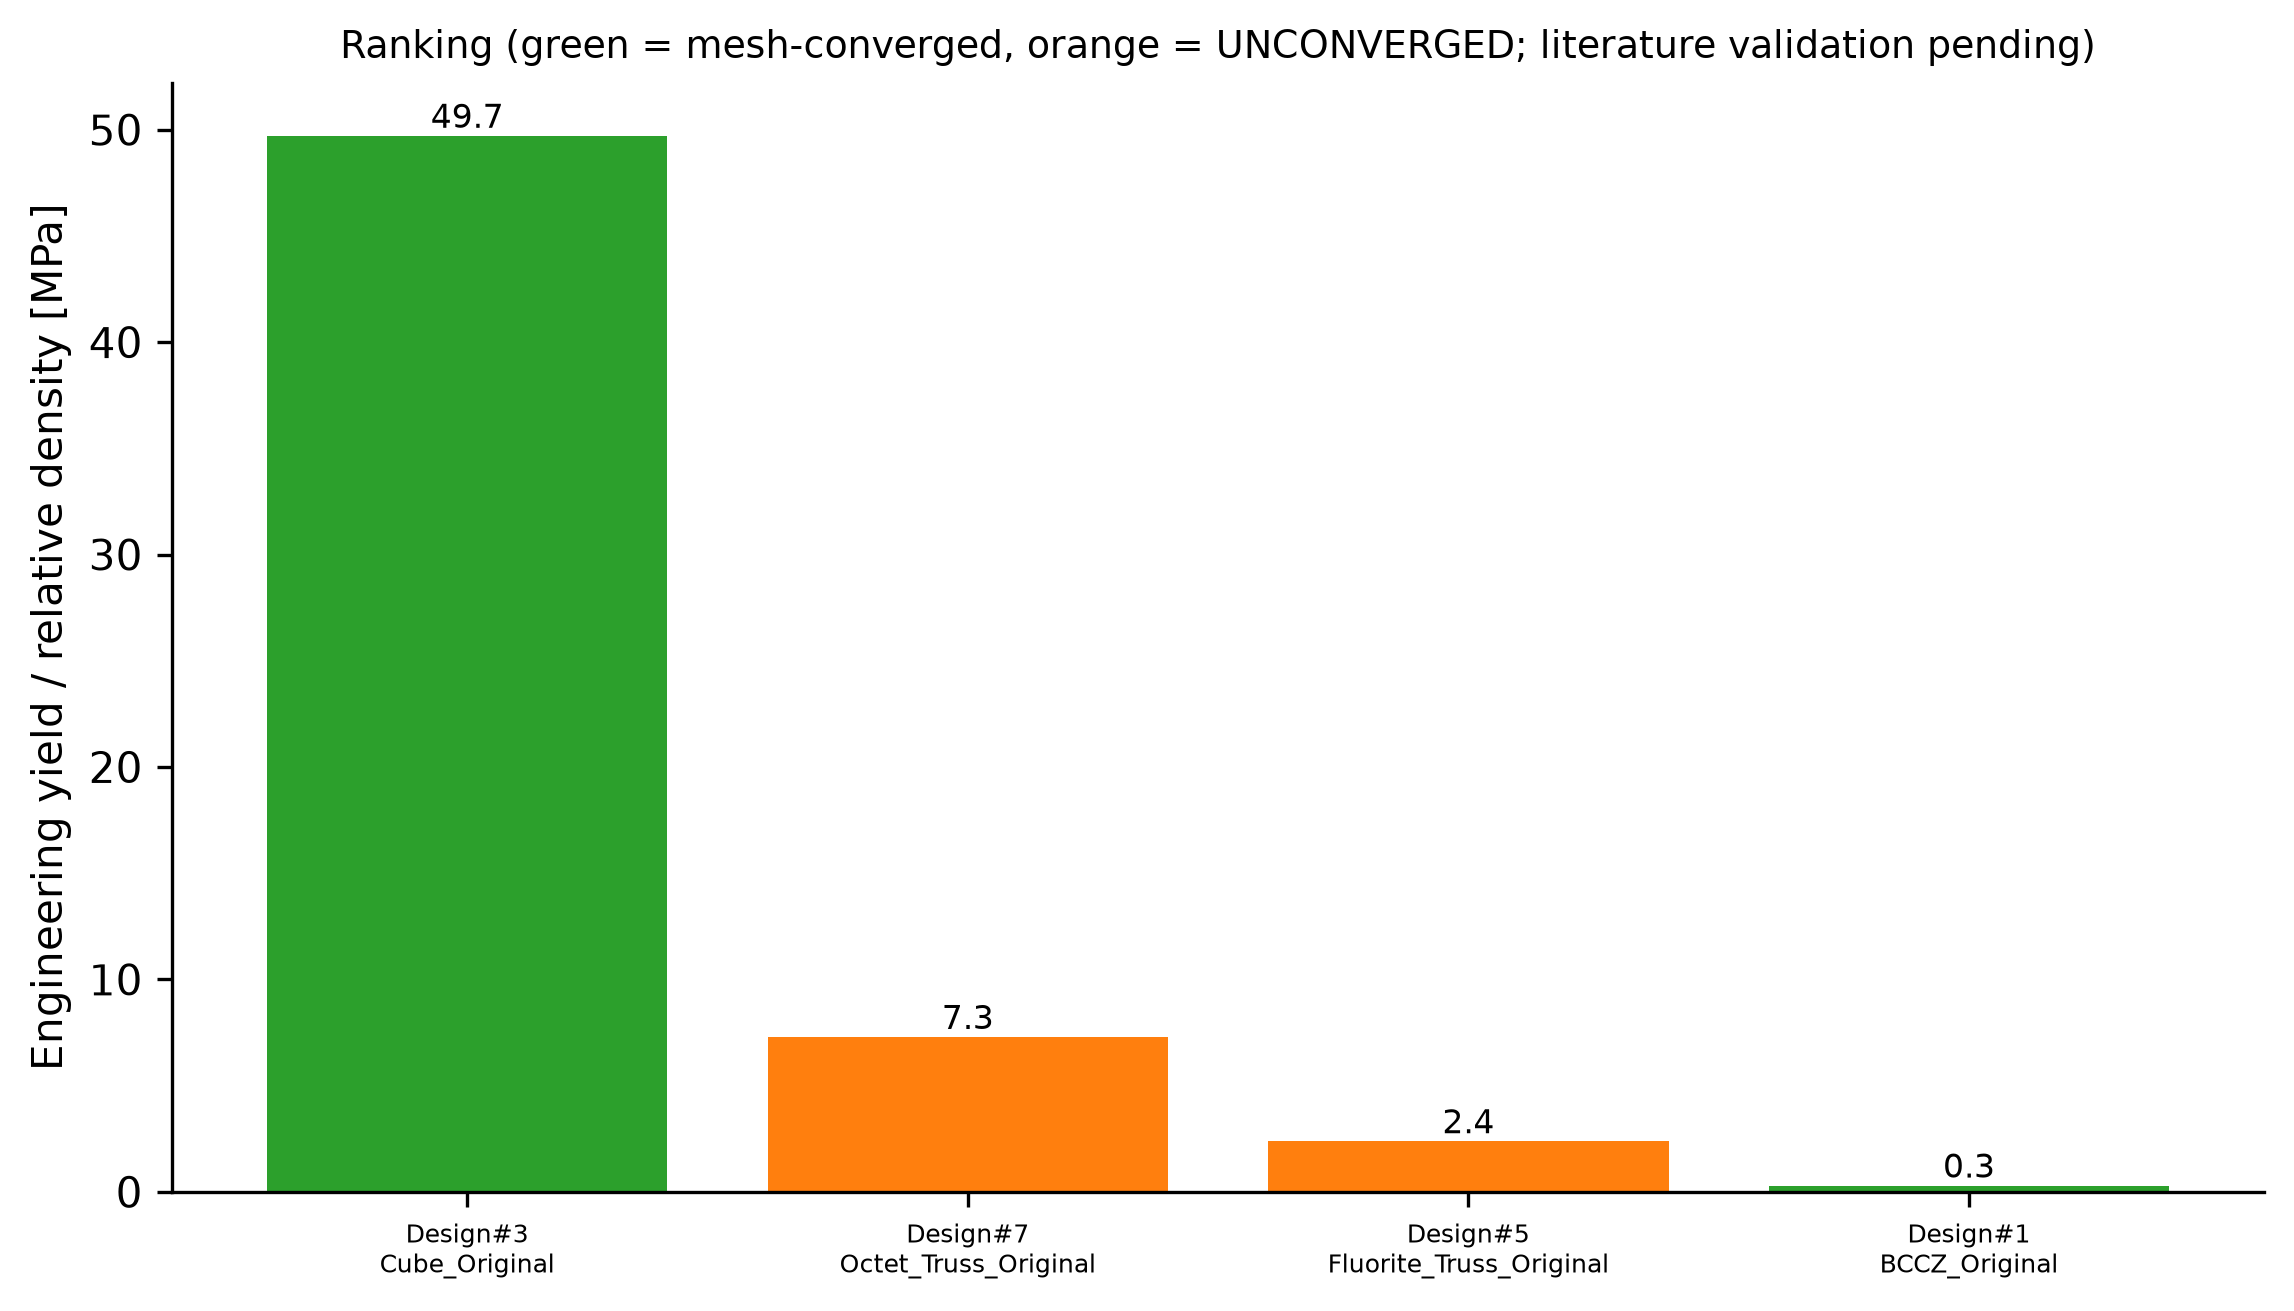 Ranking (green = mesh-converged, orange = UNCONVERGED; literature validation pending)
Engineering yield / relative density [MPa]
50
40
30
20
10
0
49.7
7.3
2.4
0.3
Design#3
Cube_Original
Design#7
Octet_Truss_Original
Design#5
Fluorite_Truss_Original
Design#1
BCCZ_Original